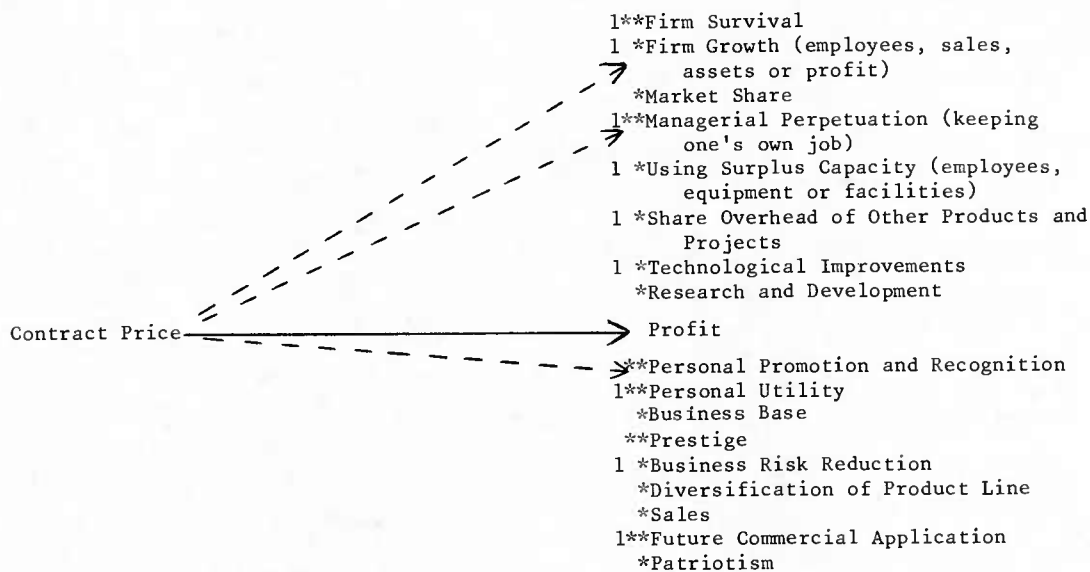 1**Firm Survival
1 *Firm Growth (employees, sales,
assets or profit)
*Market Share
1**Managerial Perpetuation (keeping
one's own job)
1 *Using Surplus Capacity (employees,
equipment or facilities)
1 *Share Overhead of Other Products and
Projects
1 *Technological Improvements
*Research and Development
Contract Price Profit
**Personal Promotion and Recognition
1**Personal Utility
*Business Base
**Prestige
1 *Business Risk Reduction
*Diversification of Product Line
*Sales
1**Future Commercial Application
*Patriotism